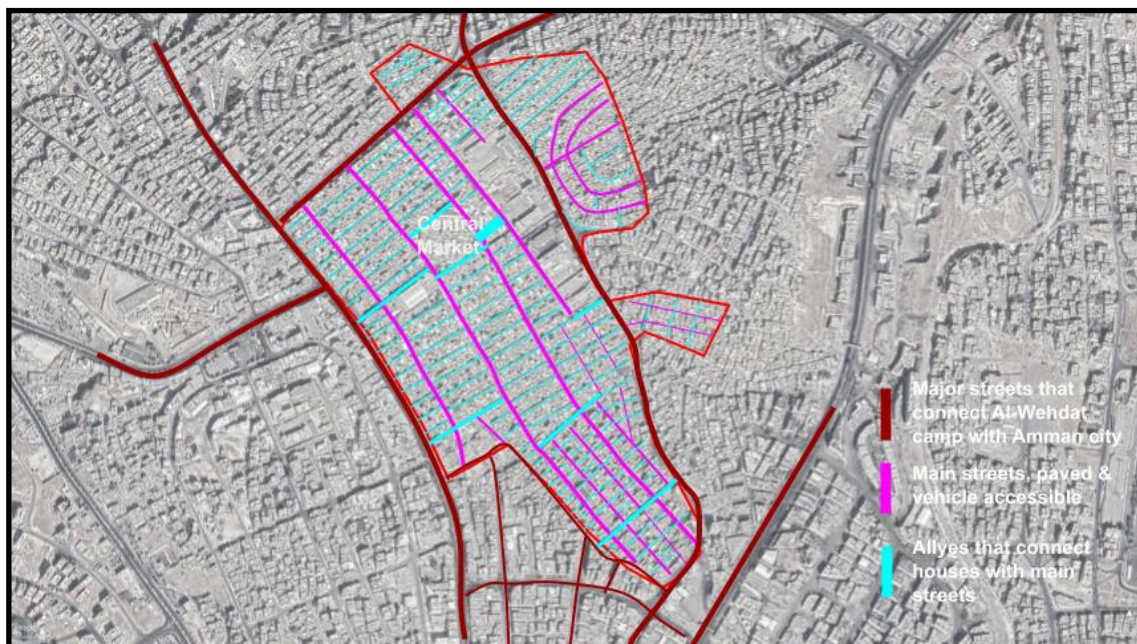 Central
Market
Major streets that
connect Al-Wehdat
camp with Amman city
Main streets, paved &
vehicle accessible
Allyes that connect
houses with main
streets